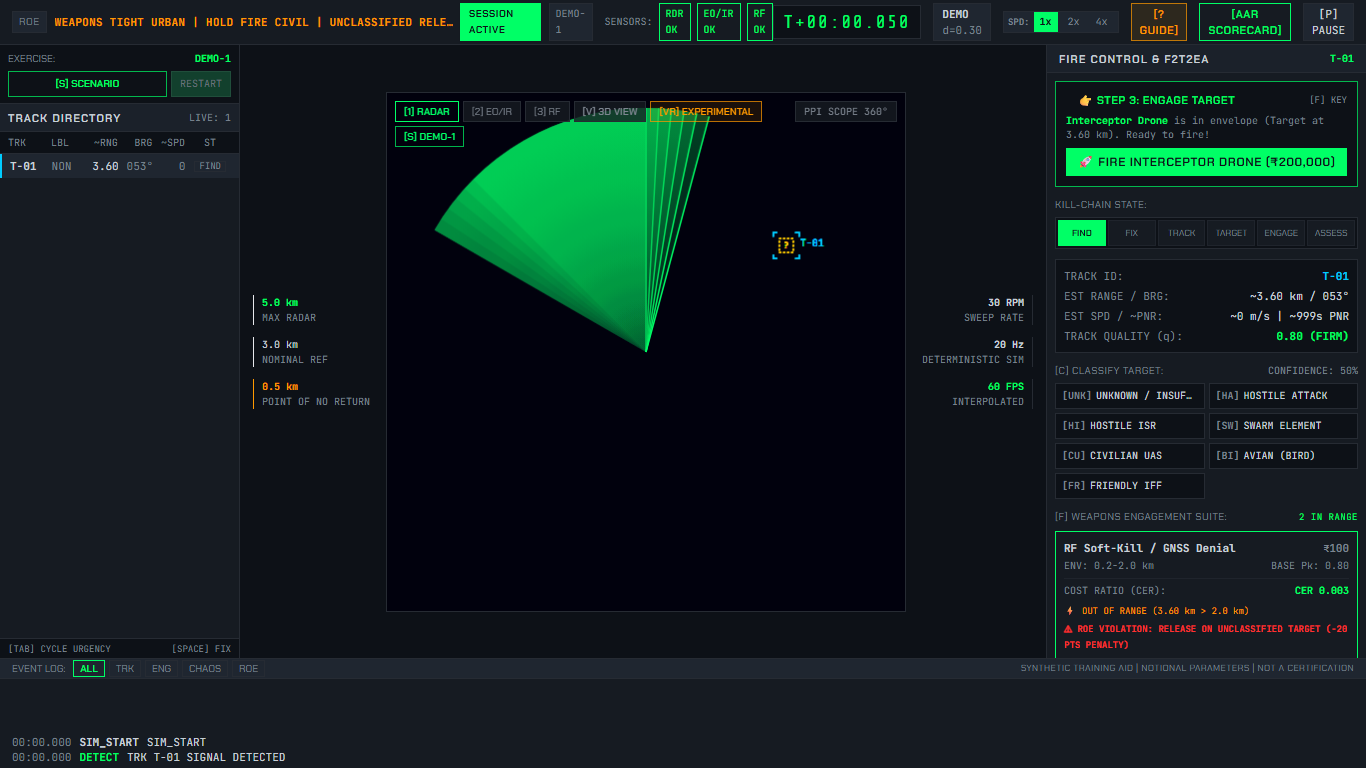 ROE
WEAPONS TIGHT URBAN | HOLD FIRE CIVIL | UNCLASSIFIED RELE…
SESSION ACTIVE
DEMO-1
SENSORS:
RDR OK
EO/IR OK
RF OK
T+00:00.050
DEMO
d=0.30
SPD: 1x 2x 4x
[? GUIDE]
[AAR SCORECARD]
[P] PAUSE
EXERCISE: DEMO-1
[S] SCENARIO RESTART
TRACK DIRECTORY LIVE: 1
TRK LBL ~RNG BRG ~SPD ST
T-01 NON 3.60 053° 0 FIND
[TAB] CYCLE URGENCY [SPACE] FIX
[1] RADAR [2] EO/IR [3] RF [V] 3D VIEW [VR] EXPERIMENTAL PPI SCOPE 360°
[S] DEMO-1
? T-01
5.0 km
MAX RADAR
3.0 km
NOMINAL REF
0.5 km
POINT OF NO RETURN
30 RPM
SWEEP RATE
20 Hz
DETERMINISTIC SIM
60 FPS
INTERPOLATED
FIRE CONTROL & F2T2EA T-01
👉 STEP 3: ENGAGE TARGET [F] KEY
Interceptor Drone is in envelope (Target at
3.60 km). Ready to fire!
🚀 FIRE INTERCEPTOR DRONE (₹200,000)
KILL-CHAIN STATE:
FIND FIX TRACK TARGET ENGAGE ASSESS
TRACK ID: T-01
EST RANGE / BRG: ~3.60 km / 053°
EST SPD / ~PNR: ~0 m/s | ~999s PNR
TRACK QUALITY (q): 0.80 (FIRM)
[C] CLASSIFY TARGET: CONFIDENCE: 50%
[UNK] UNKNOWN / INSUF… [HA] HOSTILE ATTACK
[HI] HOSTILE ISR [SW] SWARM ELEMENT
[CU] CIVILIAN UAS [BI] AVIAN (BIRD)
[FR] FRIENDLY IFF
[F] WEAPONS ENGAGEMENT SUITE: 2 IN RANGE
RF Soft-Kill / GNSS Denial ₹100
ENV: 0.2-2.0 km BASE Pk: 0.80
COST RATIO (CER): CER 0.003
⚡ OUT OF RANGE (3.60 km > 2.0 km)
⚠ ROE VIOLATION: RELEASE ON UNCLASSIFIED TARGET (-20
PTS PENALTY)
EVENT LOG: ALL TRK ENG CHAOS ROE
SYNTHETIC TRAINING AID | NOTIONAL PARAMETERS | NOT A CERTIFICATION
00:00.000 SIM_START SIM_START
00:00.000 DETECT TRK T-01 SIGNAL DETECTED